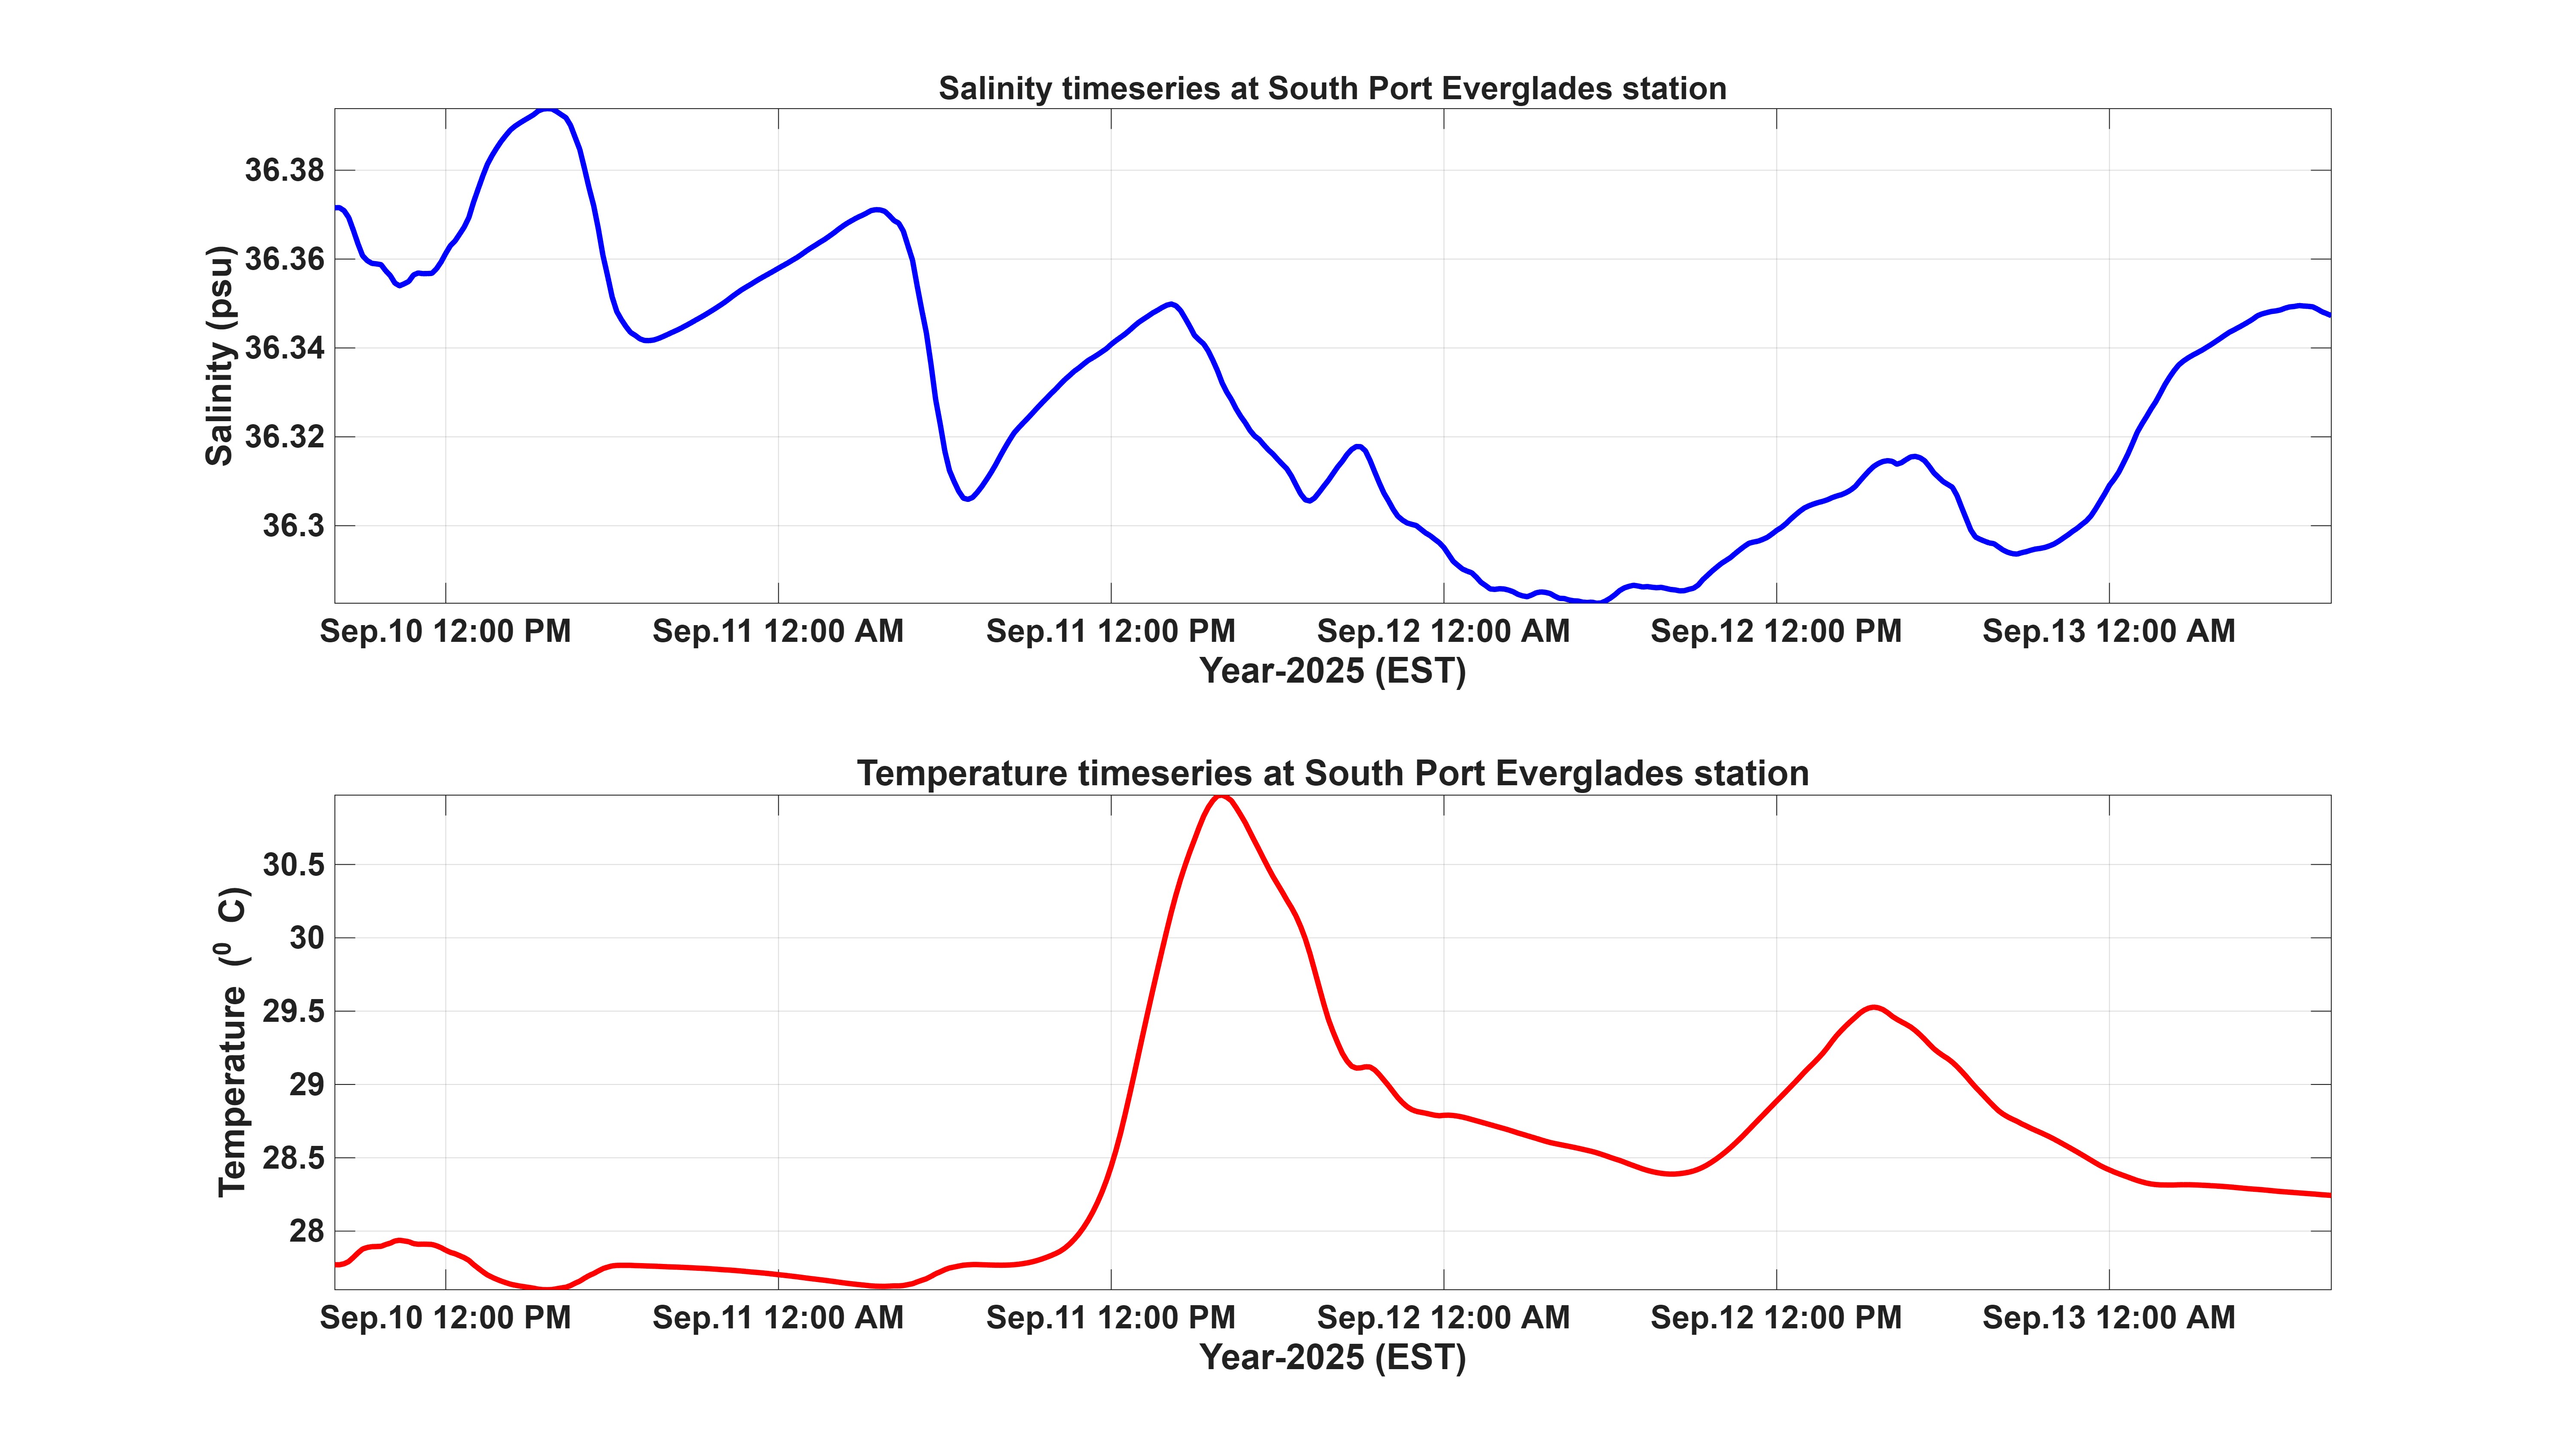 Salinity timeseries at South Port Everglades station
Salinity (psu)
36.38
36.36
36.34
36.32
36.3
Sep.10 12:00 PM Sep.11 12:00 AM Sep.11 12:00 PM Sep.12 12:00 AM Sep.12 12:00 PM Sep.13 12:00 AM
Year-2025 (EST)
Temperature timeseries at South Port Everglades station
Temperature (⁰ C)
30.5
30
29.5
29
28.5
28
Sep.10 12:00 PM Sep.11 12:00 AM Sep.11 12:00 PM Sep.12 12:00 AM Sep.12 12:00 PM Sep.13 12:00 AM
Year-2025 (EST)